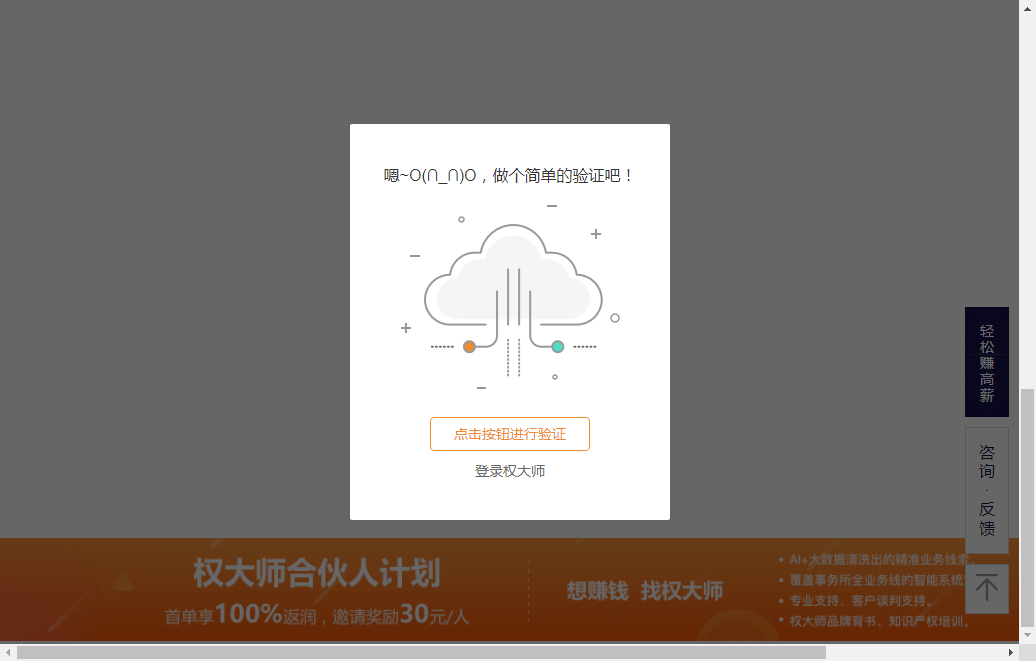 嗯~O(∩_∩)O，做个简单的验证吧！
点击按钮进行验证
登录权大师
轻松赚高薪
咨询·反馈
权大师合伙人计划
首单享100%返润，邀请奖励30元/人
想赚钱 找权大师
• AI+大数据清洗出的精准业务线索。
• 覆盖事务所全业务线的智能系统
• 专业支持、客户谈判支持。
• 权大师品牌背书、知识产权培训。